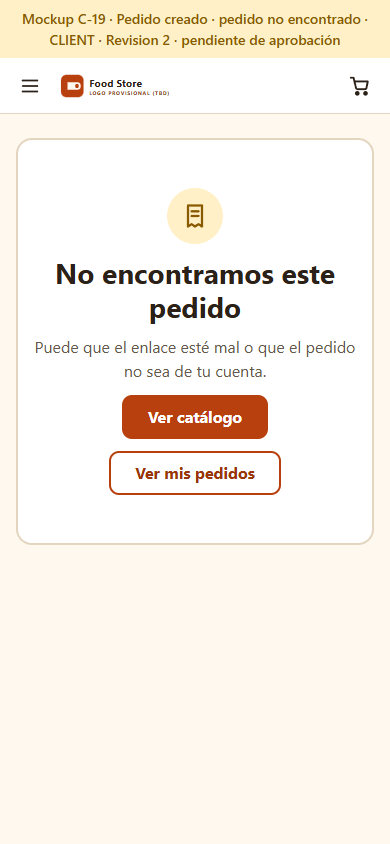 Mockup C-19 · Pedido creado · pedido no encontrado ·
CLIENT · Revision 2 · pendiente de aprobación
Food Store
LOGO PROVISIONAL (TBD)
No encontramos este
pedido
Puede que el enlace esté mal o que el pedido
no sea de tu cuenta.
Ver catálogo
Ver mis pedidos